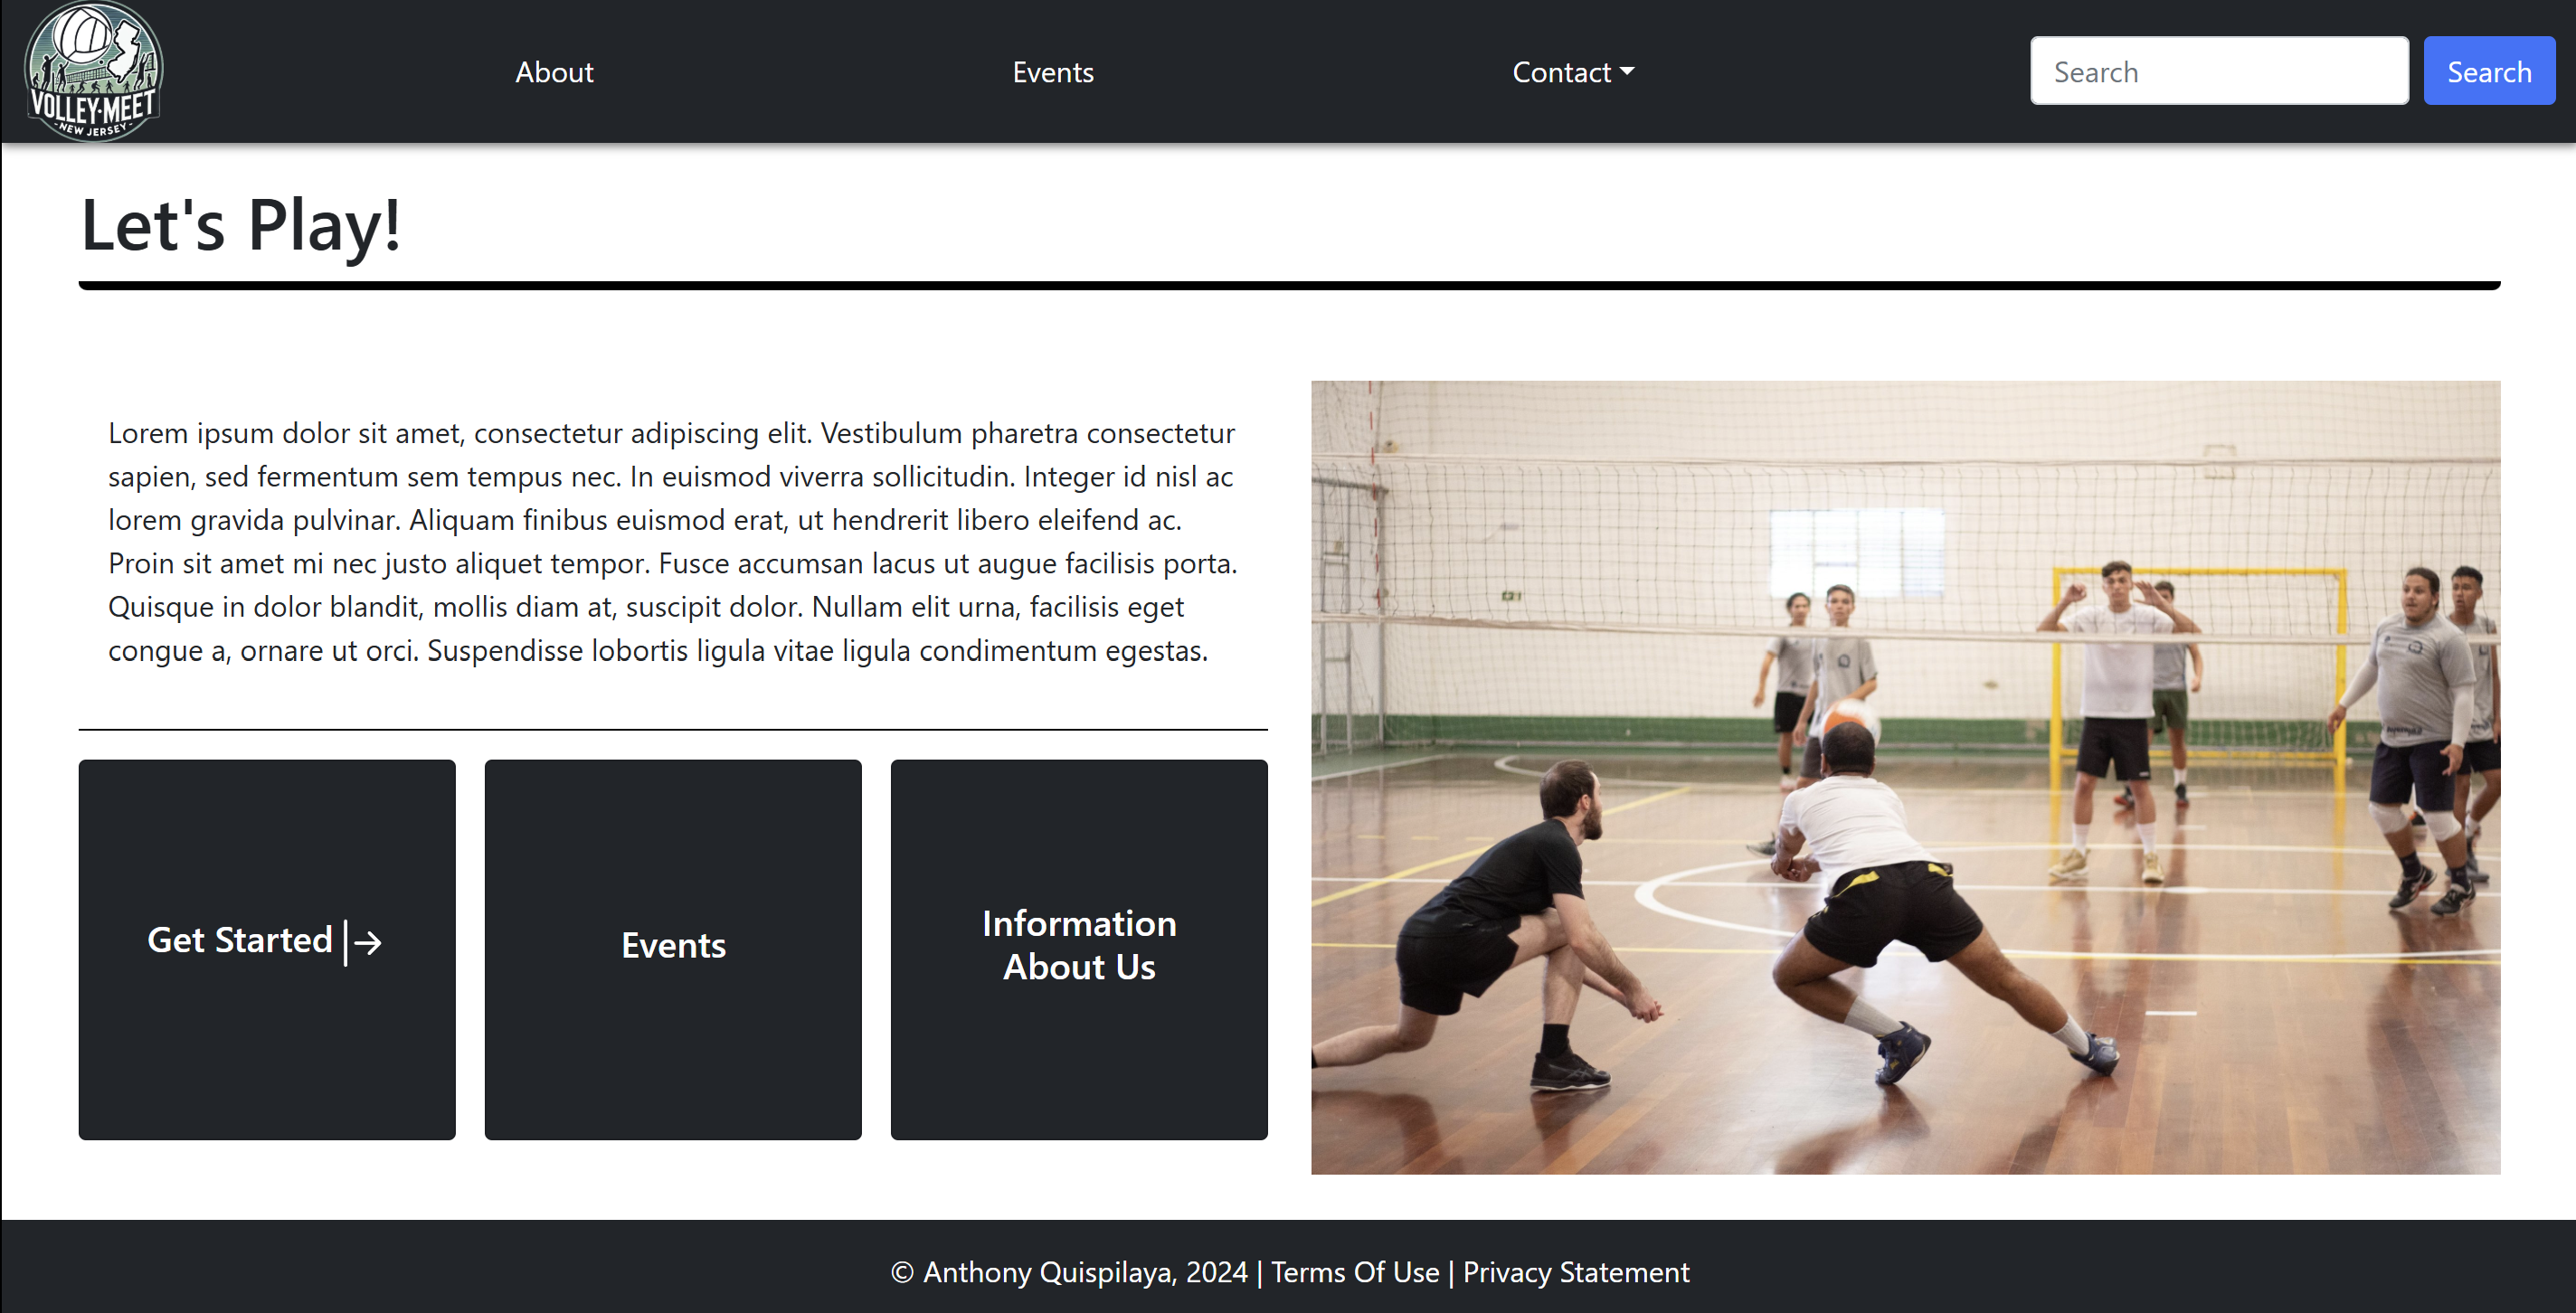 VOLLEY·MEET
-NEW JERSEY-
About
Events
Contact
Search
Search
Let's Play!
Lorem ipsum dolor sit amet, consectetur adipiscing elit. Vestibulum pharetra consectetur
sapien, sed fermentum sem tempus nec. In euismod viverra sollicitudin. Integer id nisl ac
lorem gravida pulvinar. Aliquam finibus euismod erat, ut hendrerit libero eleifend ac.
Proin sit amet mi nec justo aliquet tempor. Fusce accumsan lacus ut augue facilisis porta.
Quisque in dolor blandit, mollis diam at, suscipit dolor. Nullam elit urna, facilisis eget
congue a, ornare ut orci. Suspendisse lobortis ligula vitae ligula condimentum egestas.
Get Started
Events
Information
About Us
© Anthony Quispilaya, 2024 | Terms Of Use | Privacy Statement